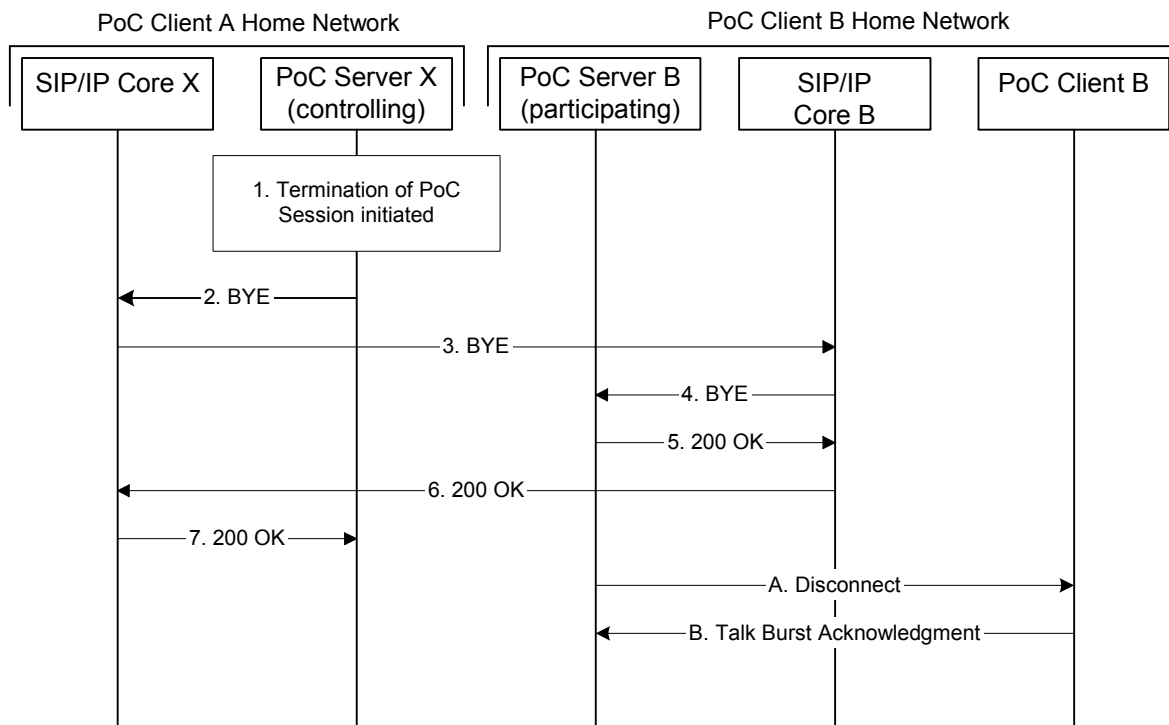 PoC Client A Home Network
PoC Client B Home Network
SIP/IP Core X
PoC Server X
(controlling)
PoC Server B
(participating)
SIP/IP
Core B
PoC Client B
1. Termination of PoC
Session initiated
2. BYE
3. BYE
4. BYE
5. 200 OK
6. 200 OK
7. 200 OK
A. Disconnect
B. Talk Burst Acknowledgment